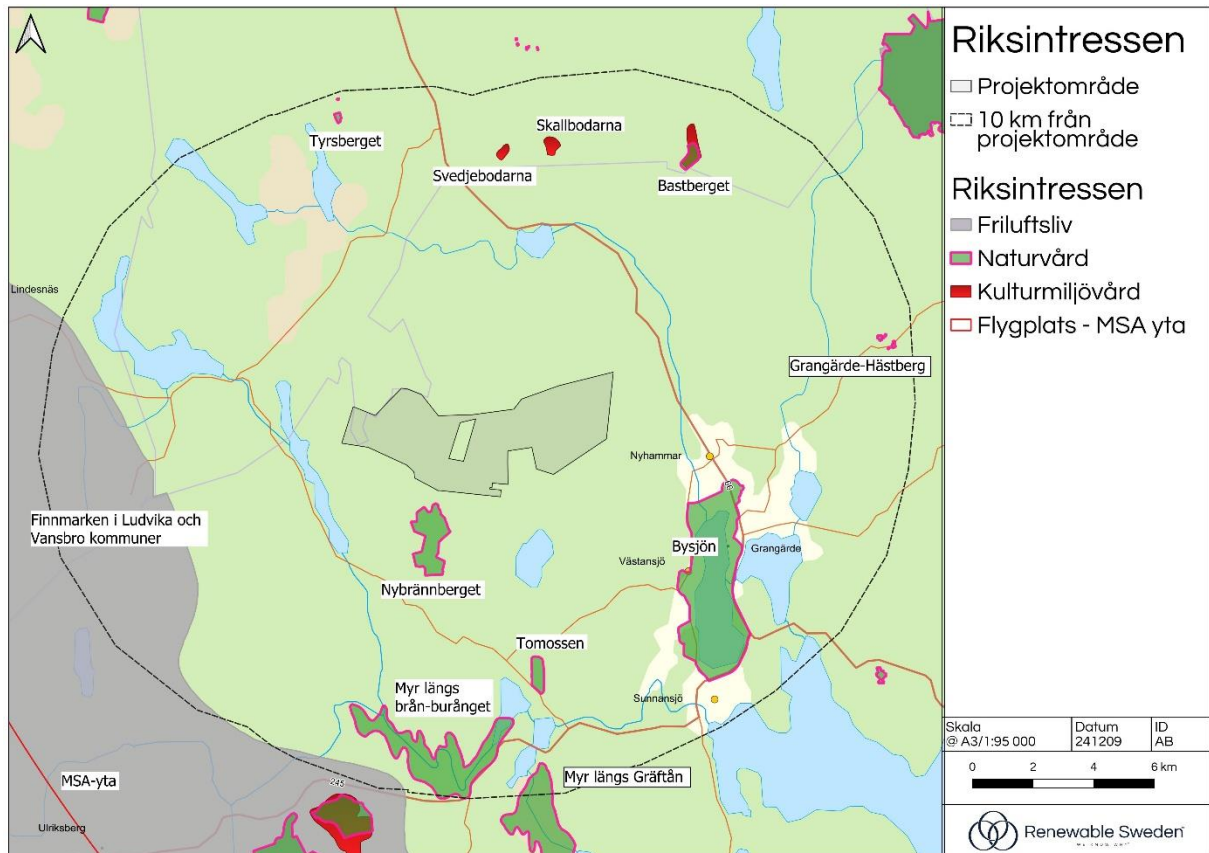 Riksintressen
Projektområde
10 km från
projektområde
Riksintressen
Friluftsliv
Naturvård
Kulturmiljövård
Flygplats - MSA yta
Tyrsberget
Skallbodarna
Svedjebodarna
Bastberget
Lindesnäs
Grangärde-Hästberg
Nyhammar
66
Finnmarken i Ludvika och
Vansbro kommuner
Bysjön
Grangärde
Västansjö
Nybrännberget
Tomossen
Myr längs
brån-burånget
Sunnansjö
Myr längs Gräftån
MSA-yta
245
Ulriksberg
Skala
@ A3/1:95 000
Datum
241209
ID
AB
0 2 4 6 km
Renewable Sweden